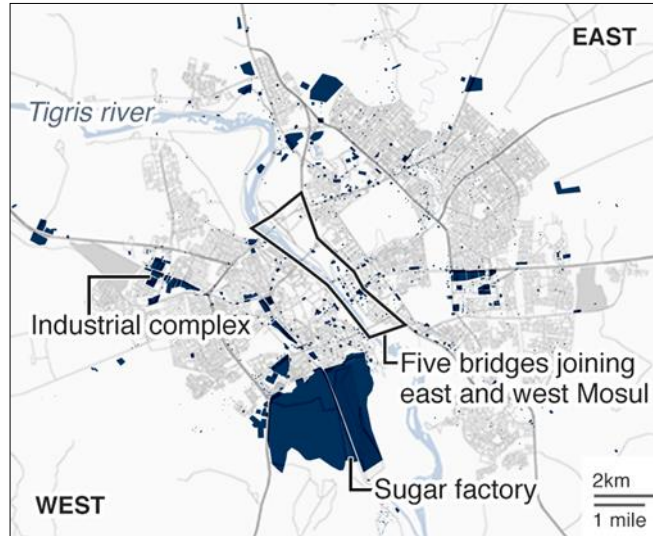 EAST
Tigris river
Industrial complex
Five bridges joining
east and west Mosul
Sugar factory
WEST
2km
1 mile